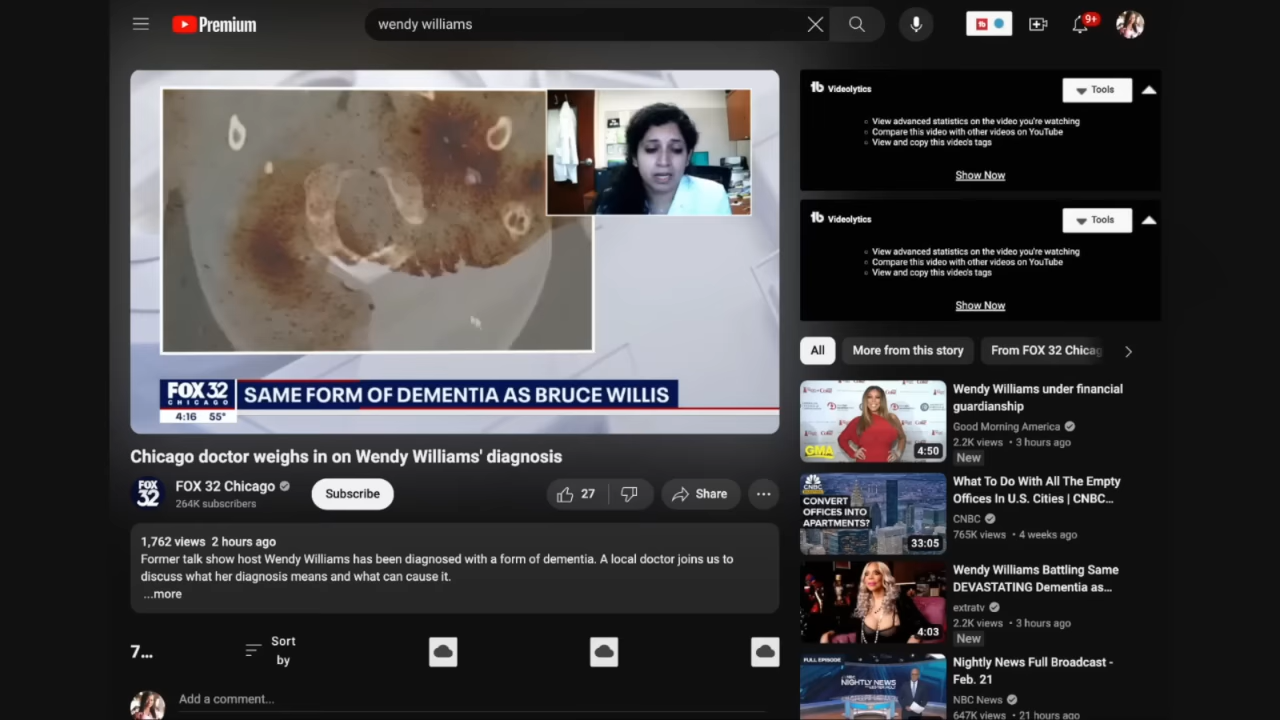 Premium
wendy williams
9+
FOX 32
CHICAGO
4:16 55°
SAME FORM OF DEMENTIA AS BRUCE WILLIS
Chicago doctor weighs in on Wendy Williams' diagnosis
FOX
32
FOX 32 Chicago
264K subscribers
Subscribe
27
Share
1,762 views 2 hours ago
Former talk show host Wendy Williams has been diagnosed with a form of dementia. A local doctor joins us to
discuss what her diagnosis means and what can cause it.
...more
7...
Sort
by
Add a comment...
tb Videolytics
Tools
View advanced statistics on the video you're watching
Compare this video with other videos on YouTube
View and copy this video's tags
Show Now
tb Videolytics
Tools
View advanced statistics on the video you're watching
Compare this video with other videos on YouTube
View and copy this video's tags
Show Now
All
More from this story
From FOX 32 Chicag
GMA
4:50
Wendy Williams under financial
guardianship
Good Morning America
2.2K views • 3 hours ago
New
CNBC
CONVERT
OFFICES INTO
APARTMENTS?
33:05
What To Do With All The Empty
Offices In U.S. Cities | CNBC...
CNBC
765K views • 4 weeks ago
4:03
Wendy Williams Battling Same
DEVASTATING Dementia as...
extratv
2.2K views • 3 hours ago
New
FULL EPISODE
NIGHTLY NEWS
Nightly News Full Broadcast -
Feb. 21
NBC News
647K views • 21 hours ago